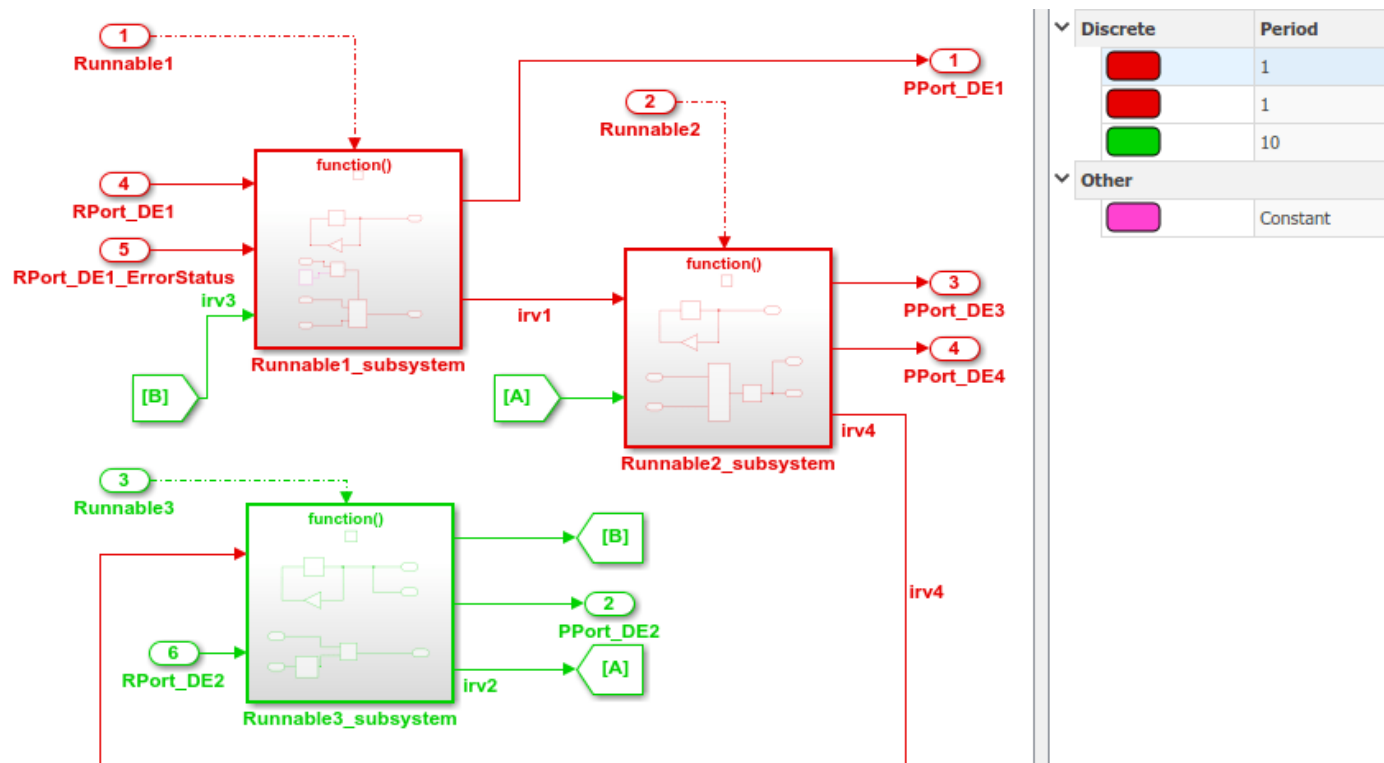 1
Runnable1
function()
4
RPort_DE1
5
RPort_DE1_ErrorStatus
irv3
[B]
Runnable1_subsystem
1
PPort_DE1
2
Runnable2
irv1
function()
[A]
Runnable2_subsystem
3
PPort_DE3
4
PPort_DE4
irv4
3
Runnable3
function()
6
RPort_DE2
Runnable3_subsystem
[B]
2
PPort_DE2
[A]
irv2
irv4
Discrete Period
1
1
10
Other
Constant